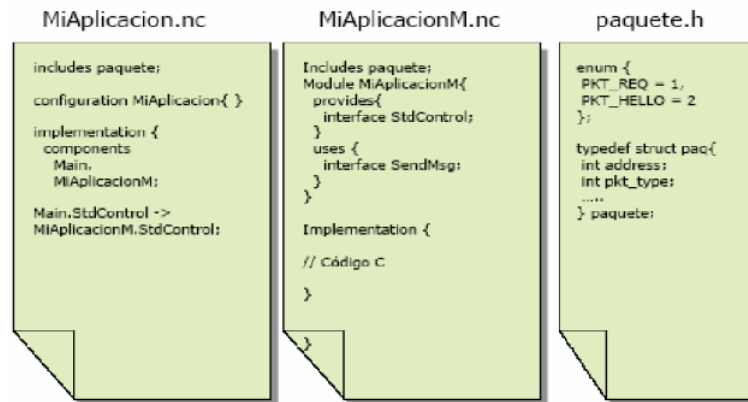 MiAplicacion.nc
includes paquete;
configuration MiAplicacion{ }
implementation {
components
Main,
MiAplicacionM;
Main.StdControl ->
MiAplicacionM.StdControl;
MiAplicacionM.nc
Includes paquete;
Module MiAplicacionM{
provides{
interface StdControl;
}
uses {
interface SendMsg;
}
}
Implementation {
// Código C
}
}
paquete.h
enum {
PKT_REQ = 1,
PKT_HELLO = 2
};
typedef struct paq{
int address;
int pkt_type;
.....
} paquete;